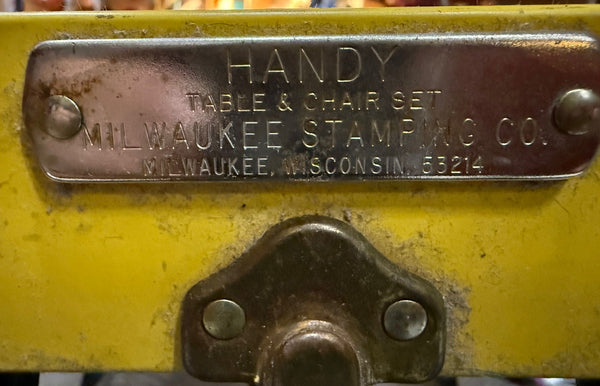 HANDY
TABLE & CHAIR SET
MILWAUKEE STAMPING CO.
MILWAUKEE, WISCONSIN, 53214